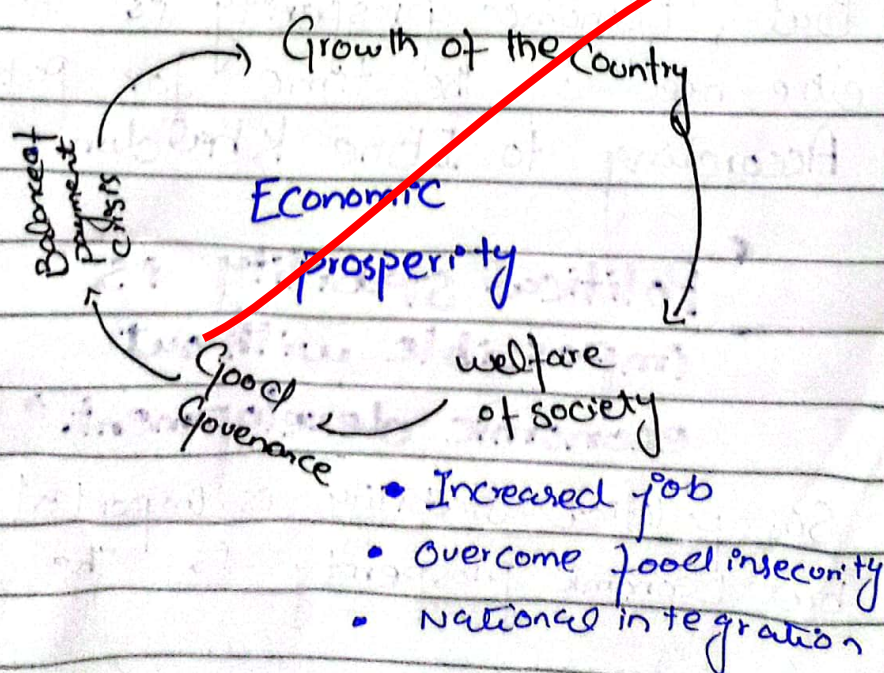 Growth of the Country
Balance of
payment
crisis
Economic
prosperity
Good
Governance
welfare
of society
• Increased job
• Overcome food insecurity
• National integration